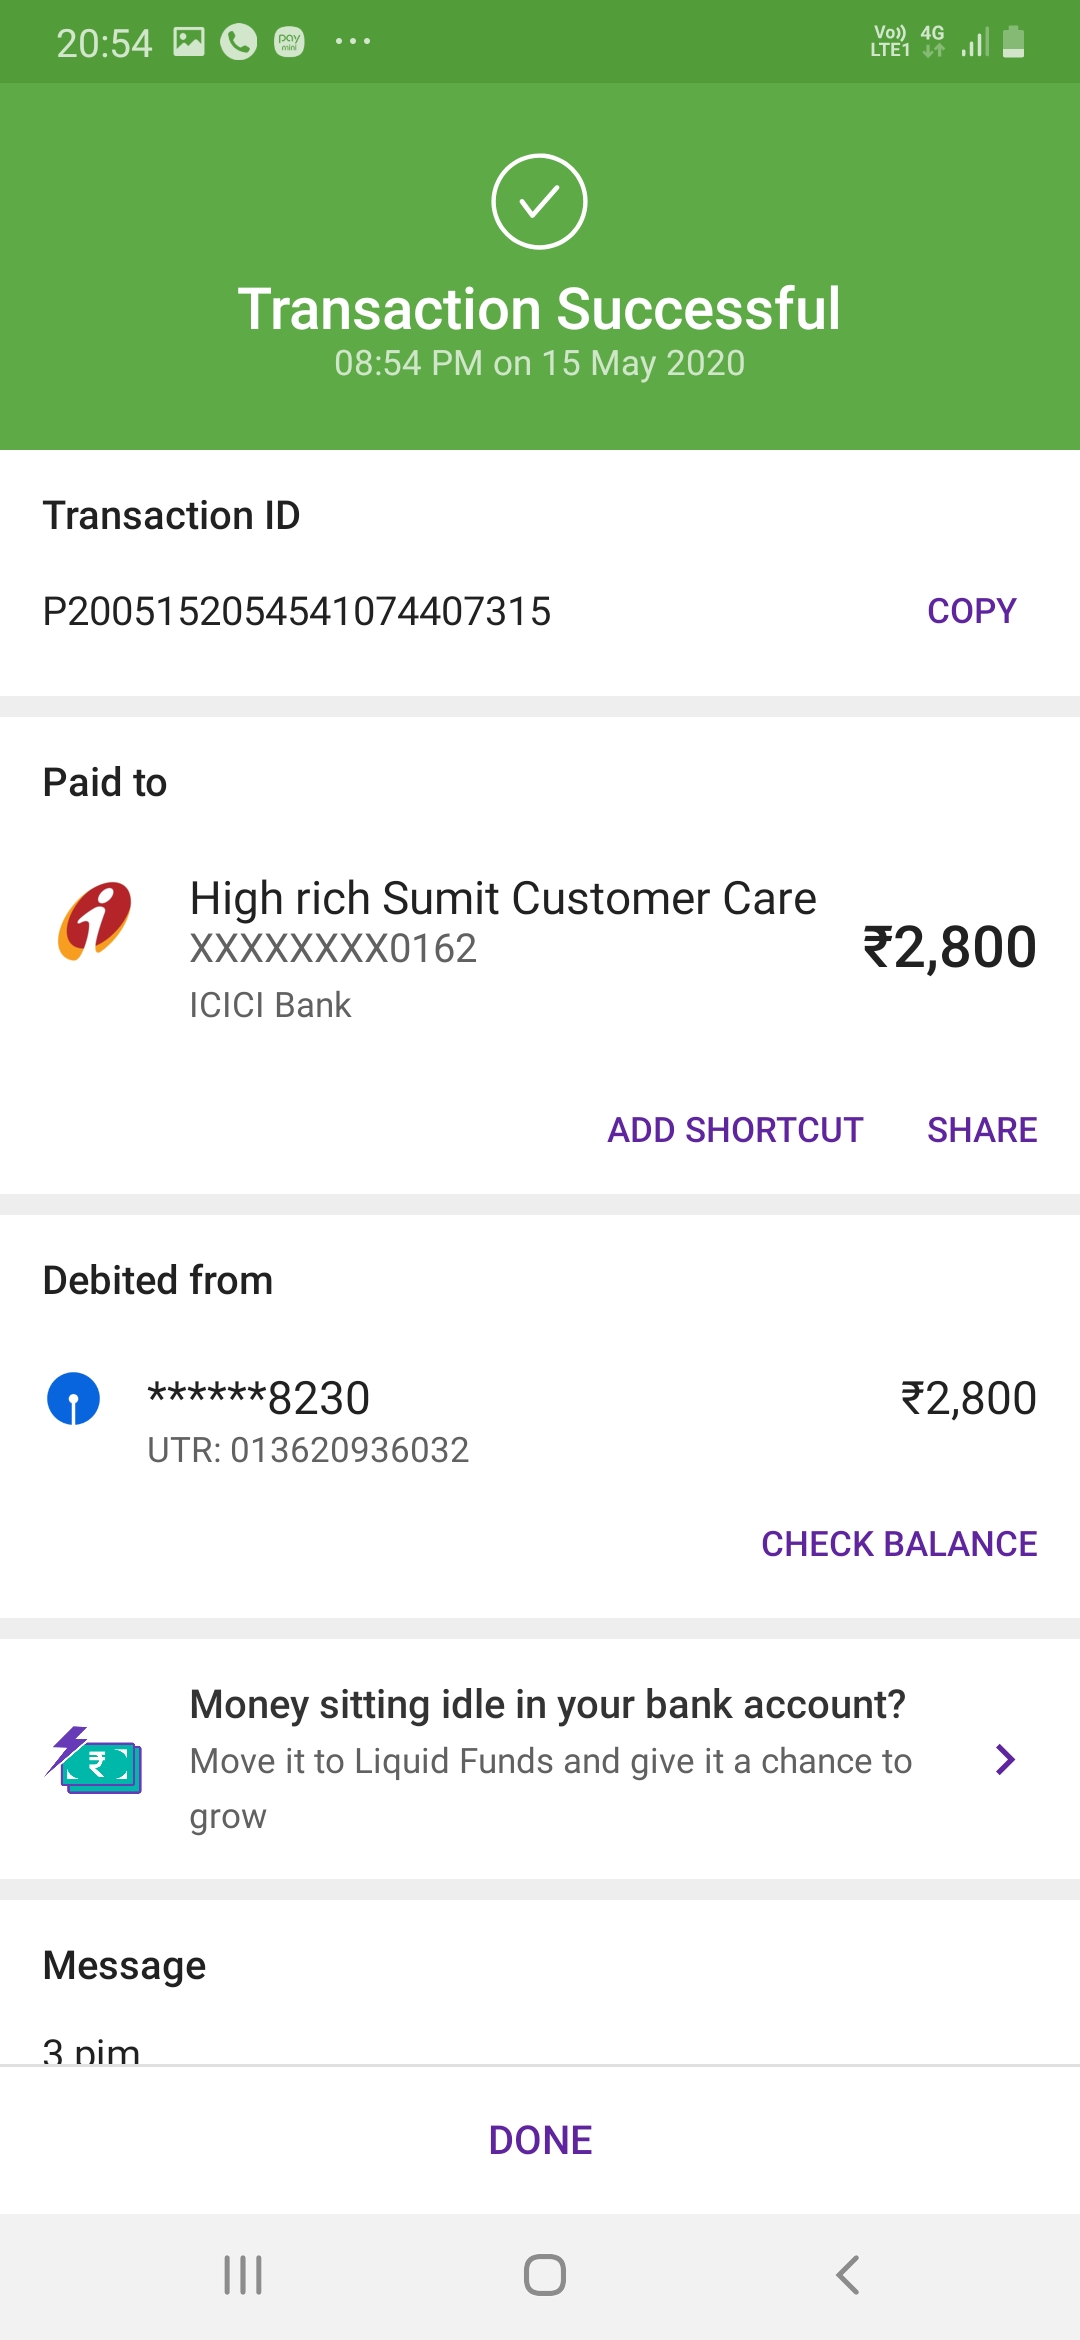 20:54
pay
mini
Vo))
4G
LTE1
Transaction Successful
08:54 PM on 15 May 2020
Transaction ID
P2005152054541074407315
COPY
Paid to
High rich Sumit Customer Care
XXXXXXXX0162
₹2,800
ICICI Bank
ADD SHORTCUT
SHARE
Debited from
******8230
₹2,800
UTR: 013620936032
CHECK BALANCE
Money sitting idle in your bank account?
Move it to Liquid Funds and give it a chance to
grow
Message
3 pim
DONE